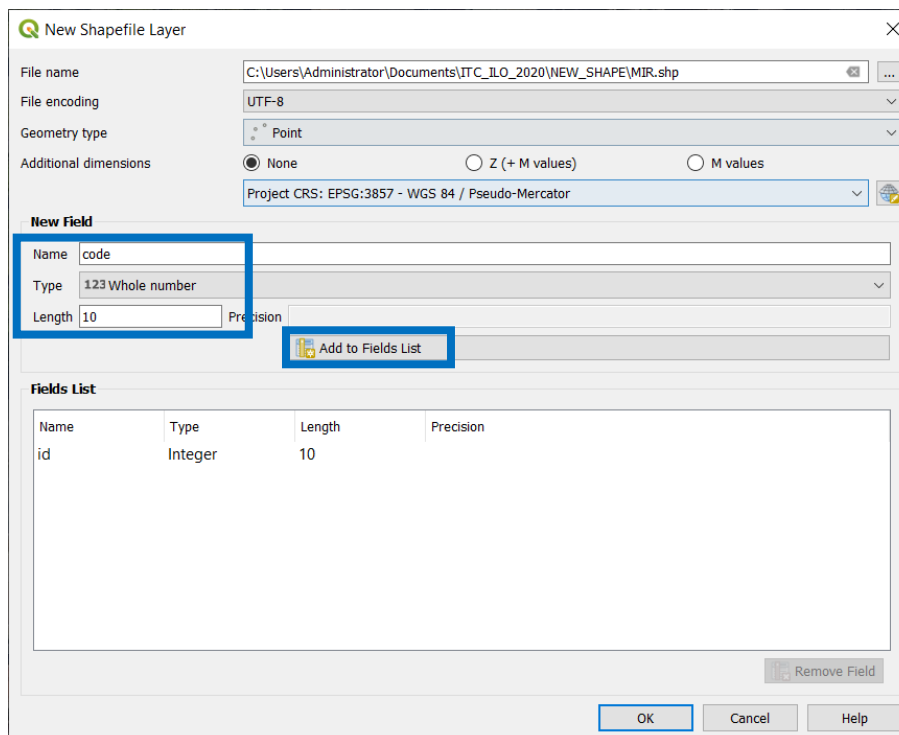 New Shapefile Layer
File name C:\Users\Administrator\Documents\ITC_ILO_2020\NEW_SHAPE\MIR.shp ...
File encoding UTF-8
Geometry type Point
Additional dimensions None Z (+ M values) M values
Project CRS: EPSG:3857 - WGS 84 / Pseudo-Mercator
New Field
Name code
Type 123 Whole number
Length 10 Precision
Add to Fields List
Fields List
Name Type Length Precision
id Integer 10
Remove Field
OK Cancel Help